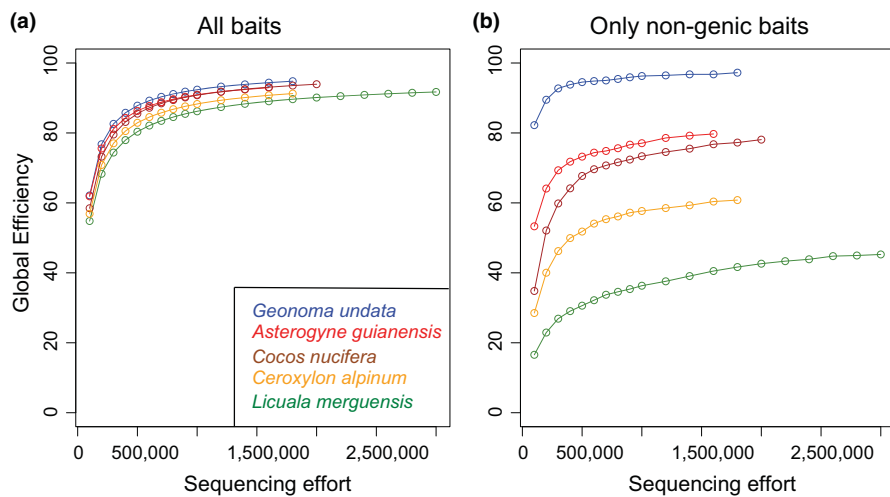 (a)
All baits
Global Efficiency
0
20
40
60
80
100
Geonoma undata
Asterogyne guianensis
Cocos nucifera
Ceroxylon alpinum
Licuala merguensis
0
500,000
1,500,000
2,500,000
Sequencing effort
(b)
Only non-genic baits
0
20
40
60
80
100
0
500,000
1,500,000
2,500,000
Sequencing effort